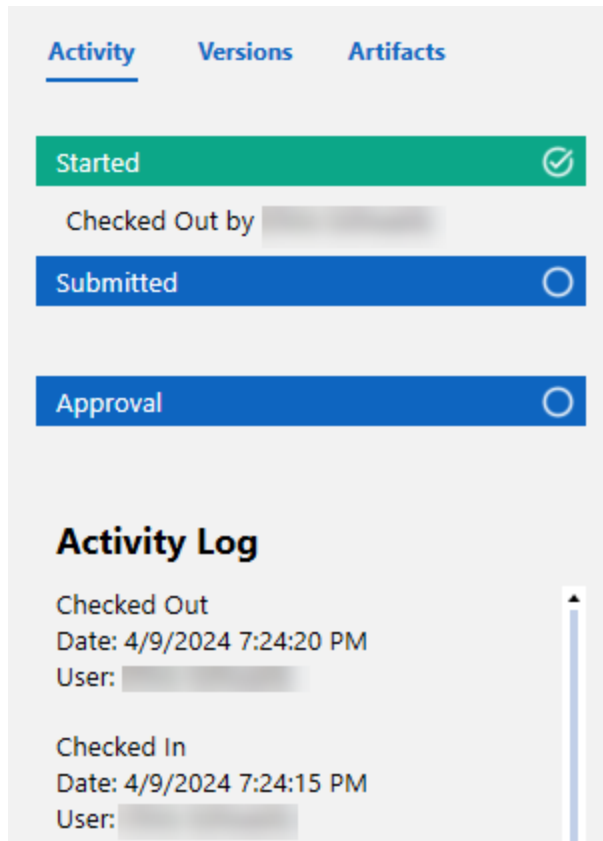 Activity Versions Artifacts
Started
Checked Out by
Submitted
Approval
Activity Log
Checked Out
Date: 4/9/2024 7:24:20 PM
User:
Checked In
Date: 4/9/2024 7:24:15 PM
User: